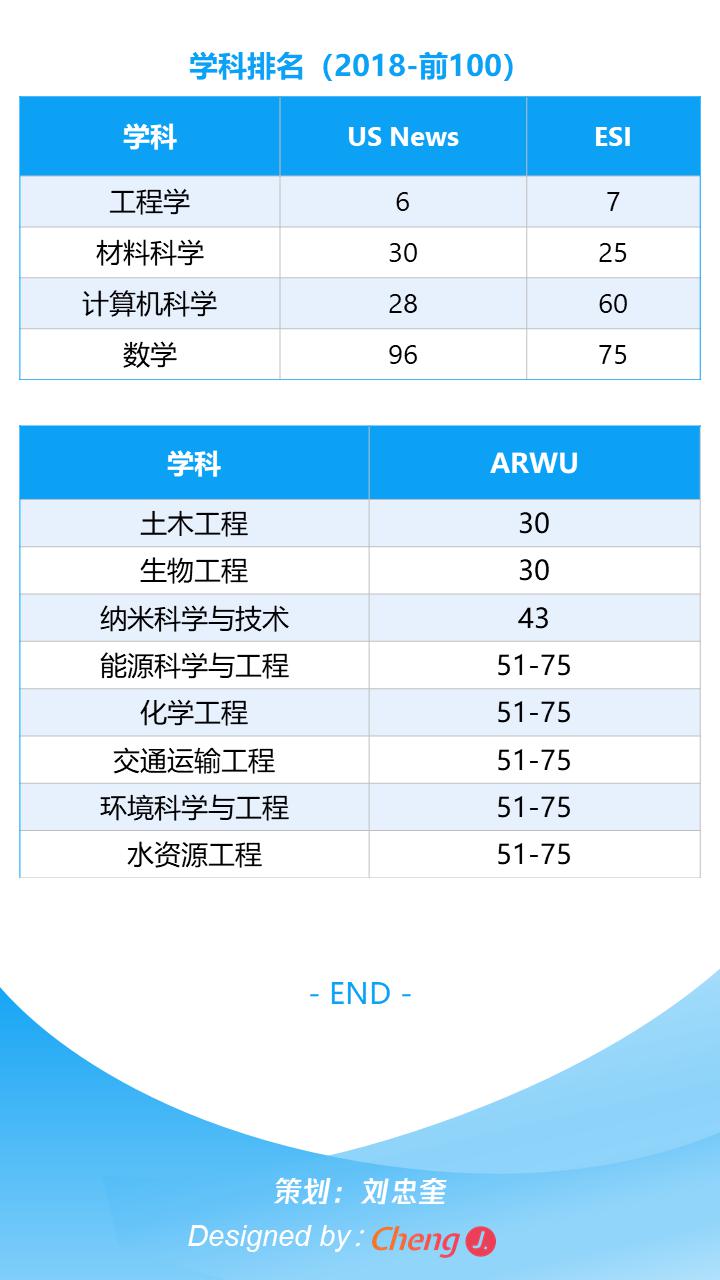 学科排名（2018-前100）
学科 US News ESI
工程学 6 7
材料科学 30 25
计算机科学 28 60
数学 96 75
学科 ARWU
土木工程 30
生物工程 30
纳米科学与技术 43
能源科学与工程 51-75
化学工程 51-75
交通运输工程 51-75
环境科学与工程 51-75
水资源工程 51-75
- END -
策划：刘忠奎
Designed by : Cheng J.